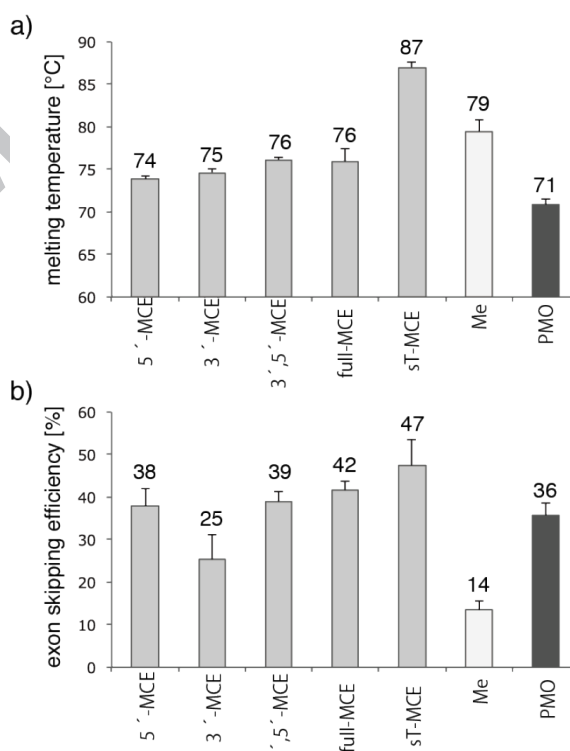 a)
melting temperature [°C]
90
85
80
75
70
65
60
74
75
76
76
87
79
71
5´-MCE
3´-MCE
3´,5´-MCE
full-MCE
sT-MCE
Me
PMO
b)
exon skipping efficiency [%]
60
50
40
30
20
10
0
38
25
39
42
47
14
36
5´-MCE
3´-MCE
´,5´-MCE
full-MCE
sT-MCE
Me
PMO